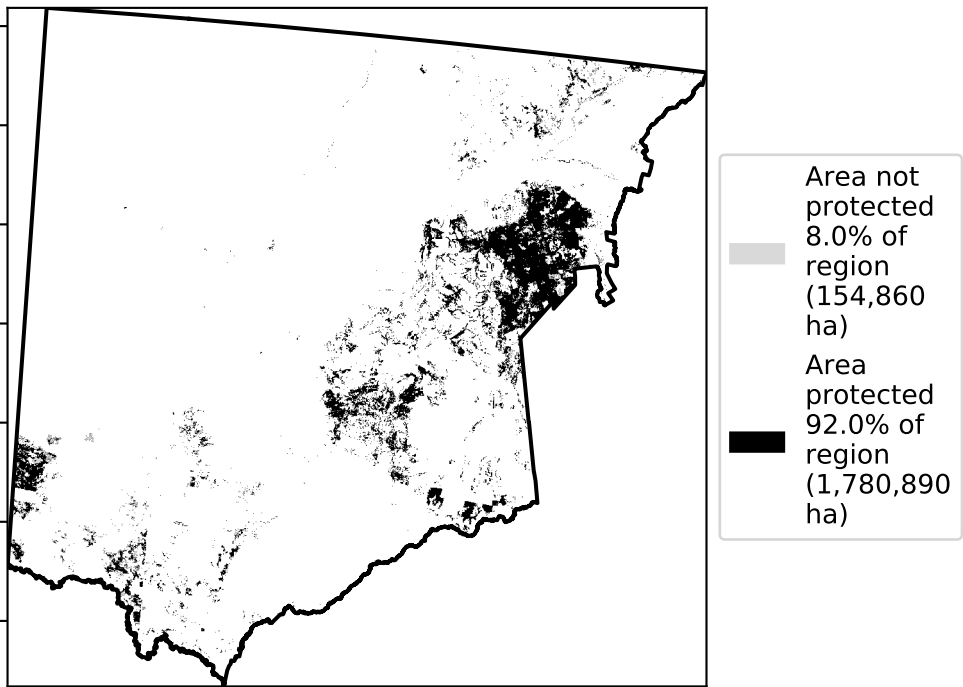 Area not
protected
8.0% of
region
(154,860
ha)
Area
protected
92.0% of
region
(1,780,890
ha)